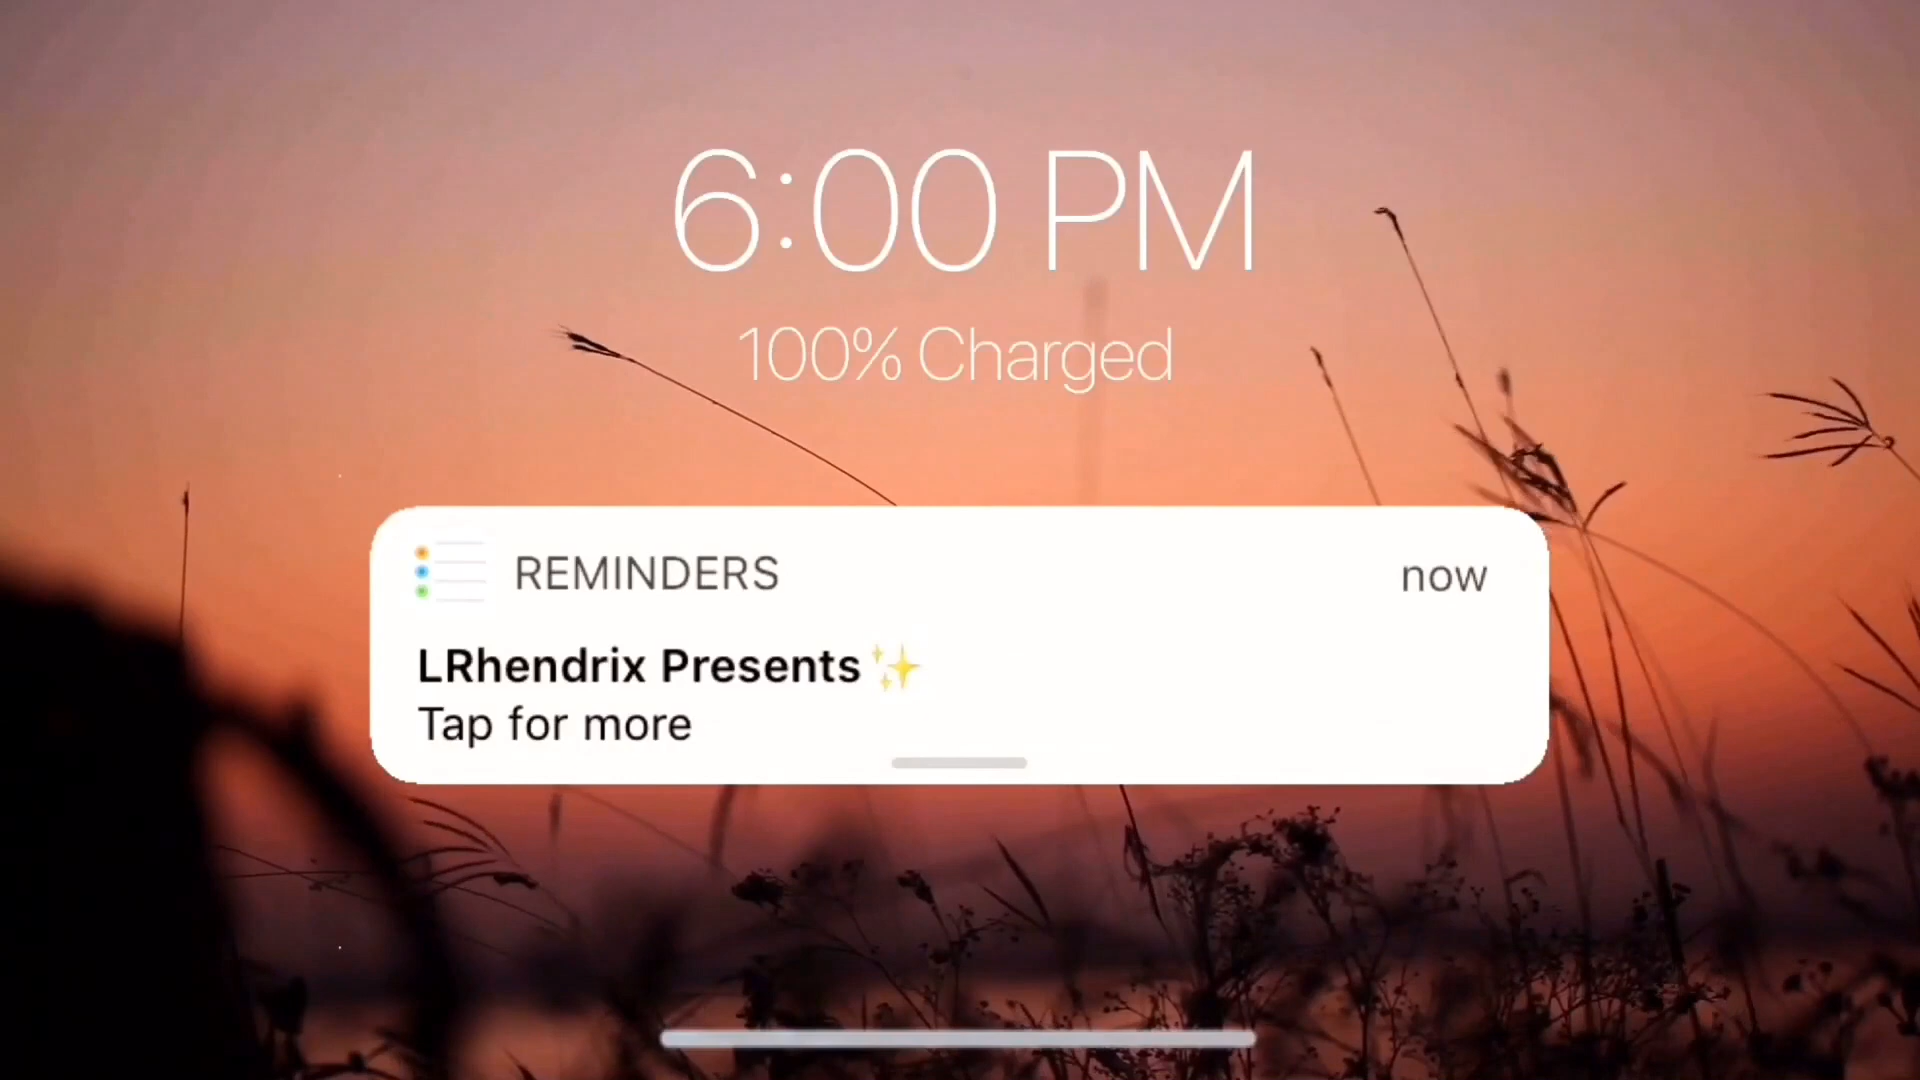 6:00 PM
100% Charged
REMINDERS
now
LRhendrix Presents ✨
Tap for more